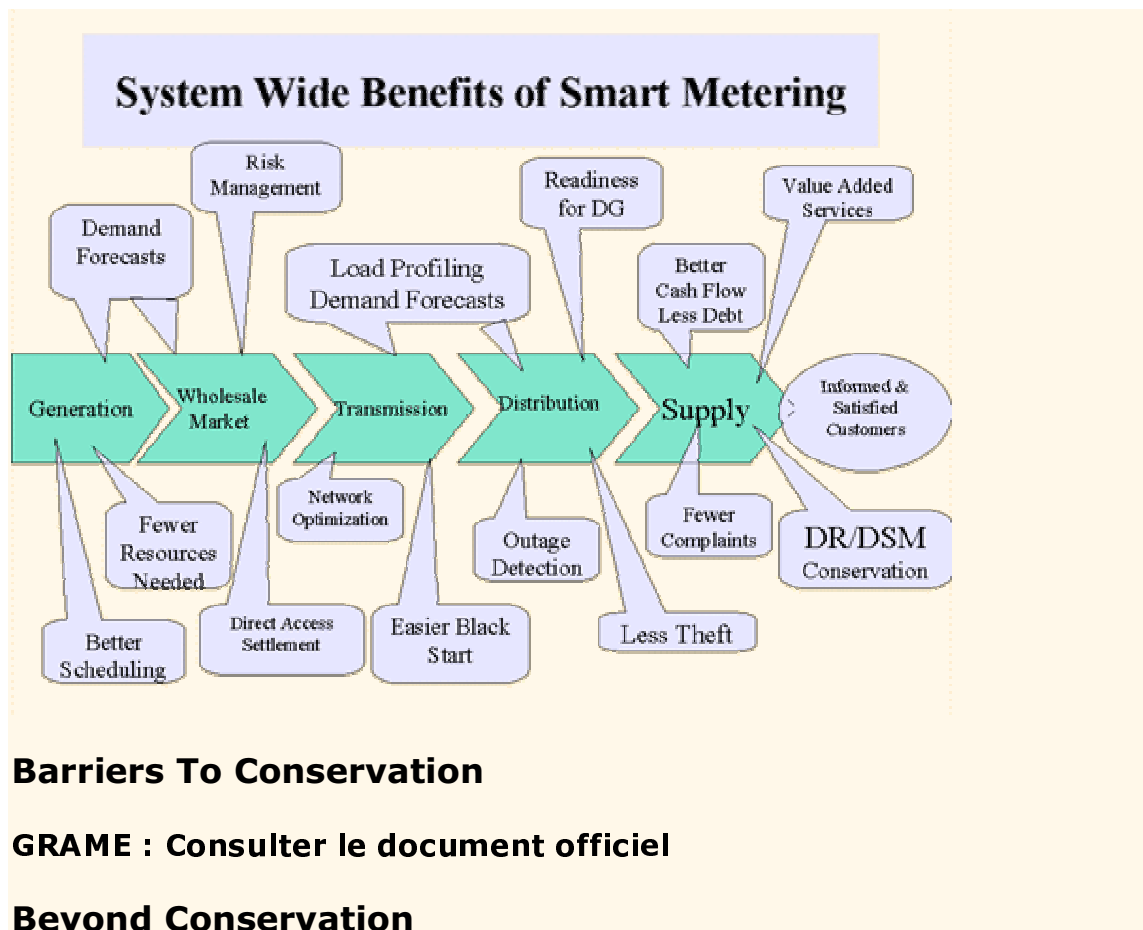 System Wide Benefits of Smart Metering
Risk
Management
Readiness
for DG
Value Added
Services
Demand
Forecasts
Load Profiling
Demand Forecasts
Better
Cash Flow
Less Debt
Generation
Wholesale
Market
Transmission
Distribution
Supply
Informed &
Satisfied
Customers
Network
Optimization
Fewer
Resources
Needed
Outage
Detection
Fewer
Complaints
DR/DSM
Conservation
Better
Scheduling
Direct Access
Settlement
Easier Black
Start
Less Theft
Barriers To Conservation
GRAME : Consulter le document officiel
Beyond Conservation